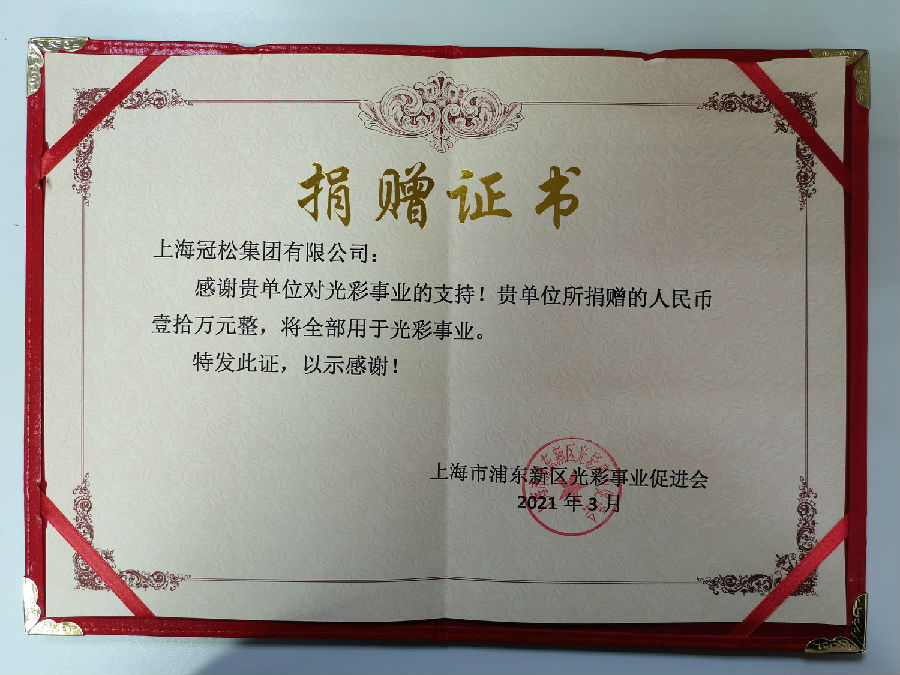 捐赠证书
上海冠松集团有限公司：
感谢贵单位对光彩事业的支持！贵单位所捐赠的人民币
壹拾万元整，将全部用于光彩事业。
特发此证，以示感谢！
上海市浦东新区光彩事业促进会
2021 年 3 月